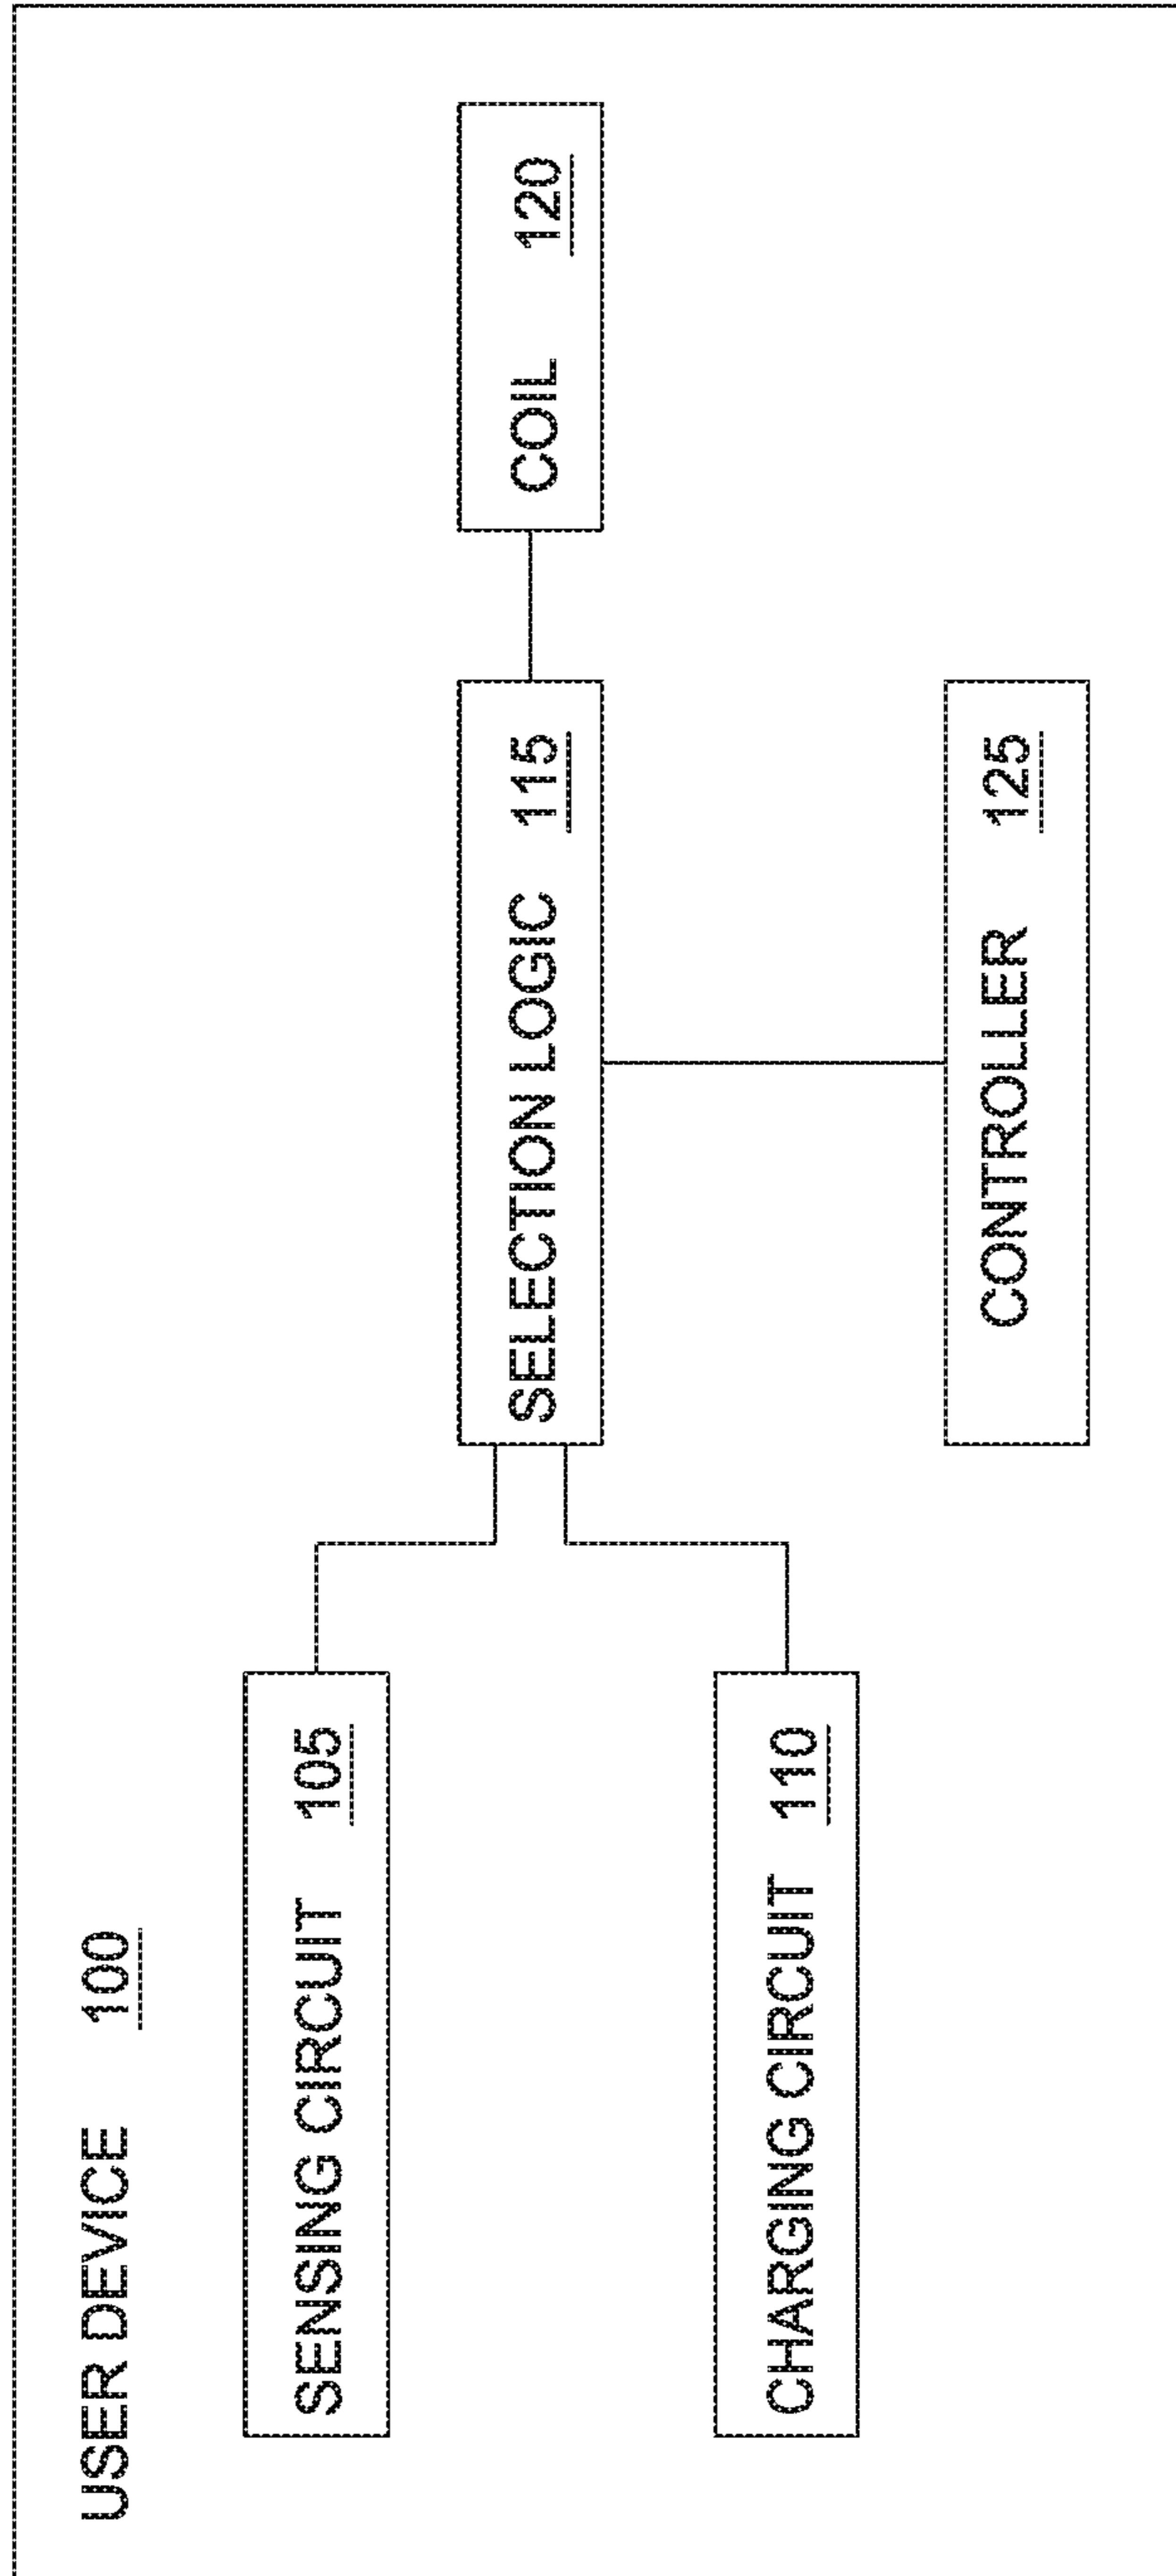 USER DEVICE 100
SENSING CIRCUIT 105
CHARGING CIRCUIT 110
SELECTION LOGIC 115
COIL 120
CONTROLLER 125